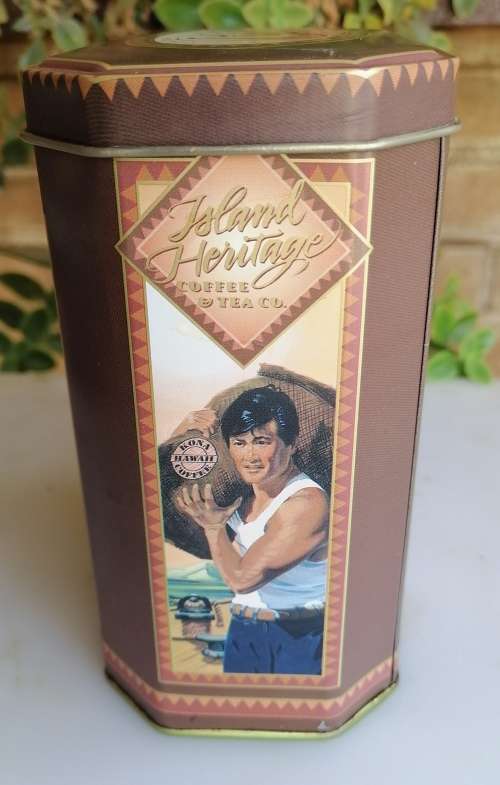 Island
Heritage
COFFEE
& TEA CO.
KONA
HAWAII
COFFEE